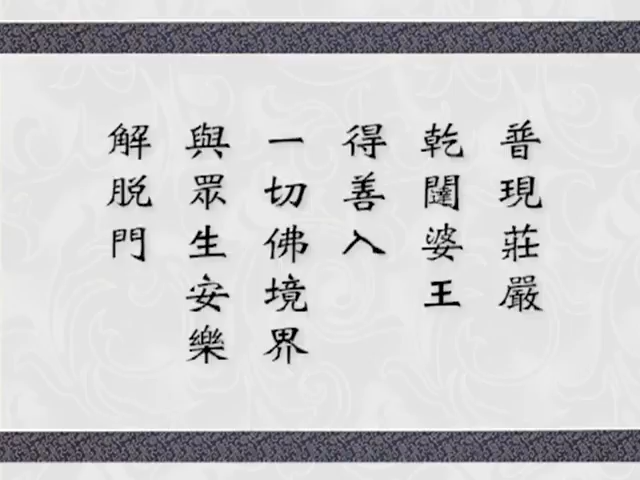 普現莊嚴
乾闥婆王
得善入
一切佛境界
與眾生安樂
解脫門